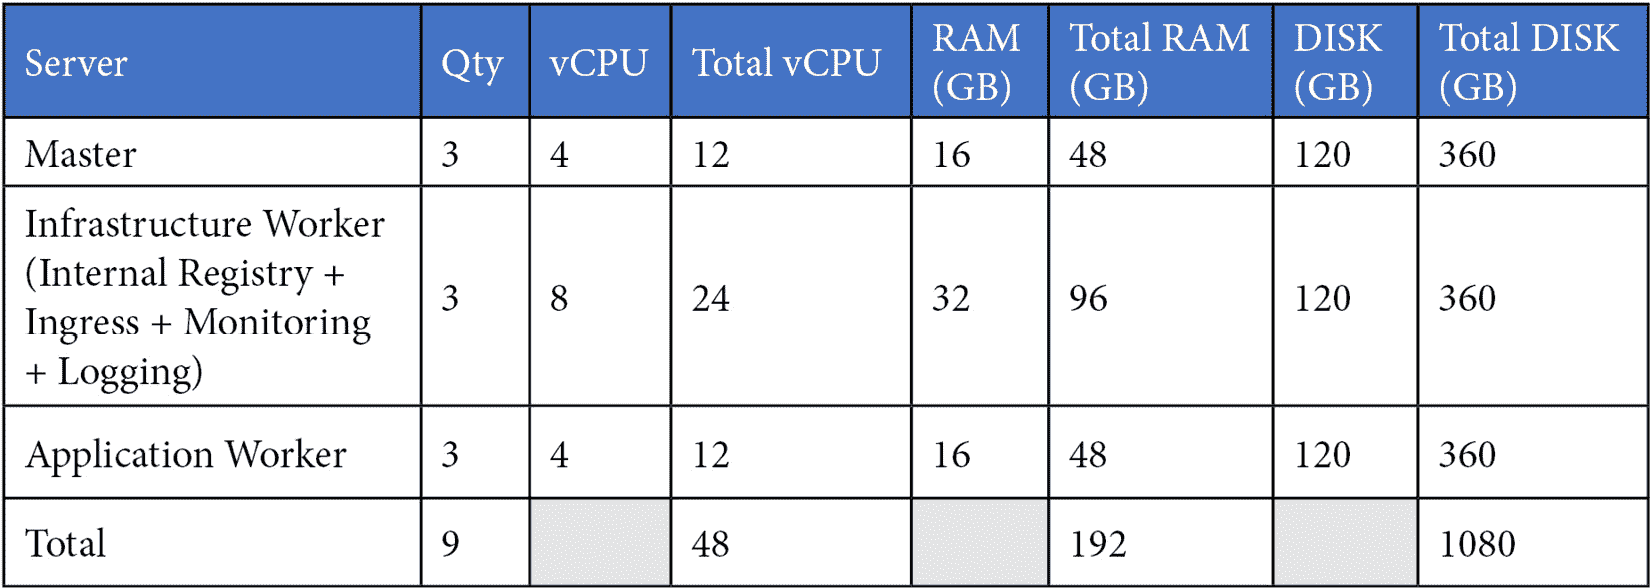 Server Qty vCPU Total vCPU RAM (GB) Total RAM (GB) DISK (GB) Total DISK (GB)
Master 3 4 12 16 48 120 360
Infrastructure Worker
(Internal Registry +
Ingress + Monitoring
+ Logging) 3 8 24 32 96 120 360
Application Worker 3 4 12 16 48 120 360
Total 9 48 192 1080